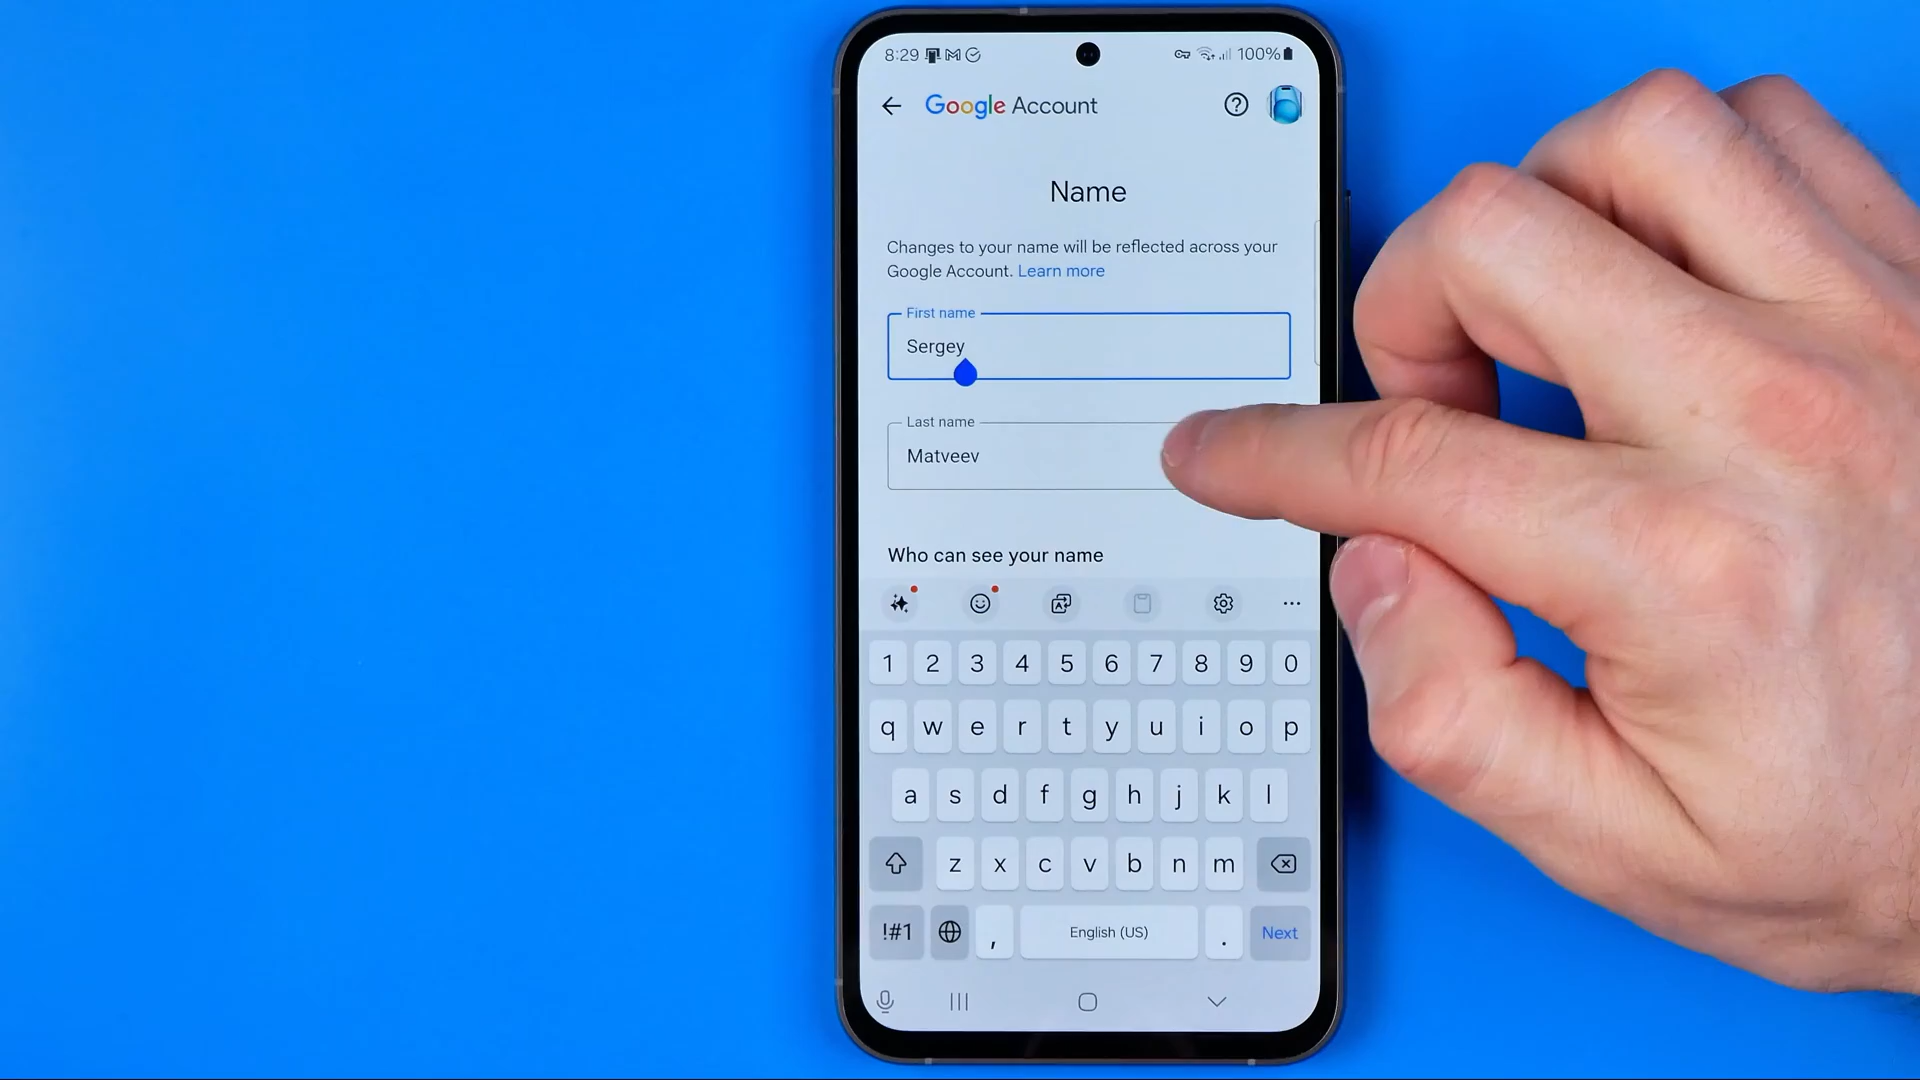 8:29 100%
Google Account
Name
Changes to your name will be reflected across your
Google Account. Learn more
First name
Sergey
Last name
Matveev
Who can see your name
1 2 3 4 5 6 7 8 9 0
q w e r t y u i o p
a s d f g h j k l
z x c v b n m
!#1 , English (US) . Next